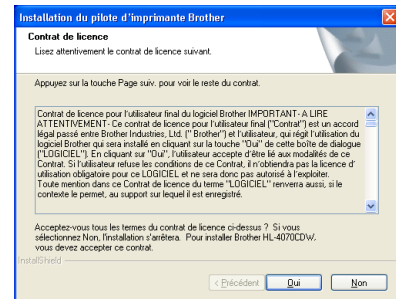 Installation du pilote d'imprimante Brother
Contrat de licence
Lisez attentivement le contrat de licence suivant.
Appuyez sur la touche Page suiv. pour voir le reste du contrat.
Contrat de licence pour l'utilisateur final du logiciel Brother IMPORTANT- A LIRE
ATTENTIVEMENT- Ce contrat de licence pour l'utilisateur final ("Contrat") est un accord
légal passé entre Brother Industries, Ltd. (" Brother") et l'utilisateur, qui régit l'utilisation du
logiciel Brother qui sera installé en cliquant sur la touche "Oui" de cette boîte de dialogue
("LOGICIEL"). En cliquant sur "Oui", l'utilisateur accepte d'être lié aux modalités de ce
Contrat. Si l'utilisateur refuse les conditions de ce Contrat, il n'obtiendra pas la licence d'
utilisation obligatoire pour ce LOGICIEL et ne sera donc pas autorisé à l'exploiter.
Toute mention dans ce Contrat de licence du terme "LOGICIEL" renverra aussi, si le
contexte le permet, au support sur lequel il est enregistré.
Acceptez-vous tous les termes du contrat de licence ci-dessus ? Si vous
sélectionnez Non, l'installation s'arrêtera. Pour installer Brother HL-4070CDW,
vous devez accepter ce contrat.
InstallShield
< Précédent
Oui
Non